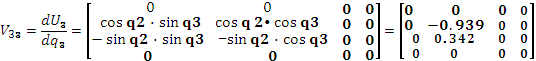 V₃₃ = dU₃/dq₃ = [0 0 0 0; cos q2 · sin q3 cos q 2• cos q3 0 0; − sin q2 · sin q3 -sin q2 · cos q3 0 0; 0 0 0 0] = [0 0 0 0; 0 −0.939 0 0; 0 0.342 0 0; 0 0 0 0]